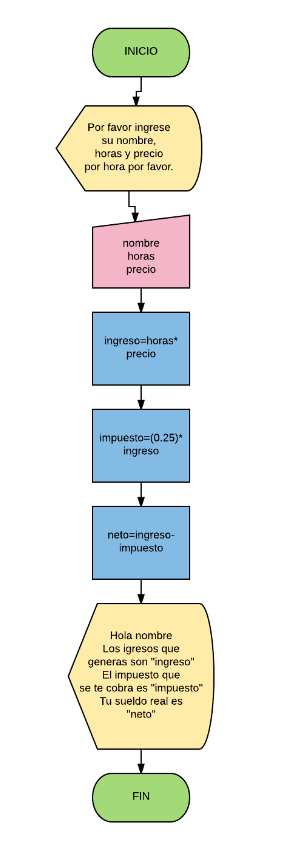 INICIO
Por favor ingrese
su nombre,
horas y precio
por hora por favor.
nombre
horas
precio
ingreso=horas*
precio
impuesto=(0.25)*
ingreso
neto=ingreso-
impuesto
Hola nombre
Los igresos que
generas son "ingreso"
El impuesto que
se te cobra es "impuesto"
Tu sueldo real es
"neto"
FIN